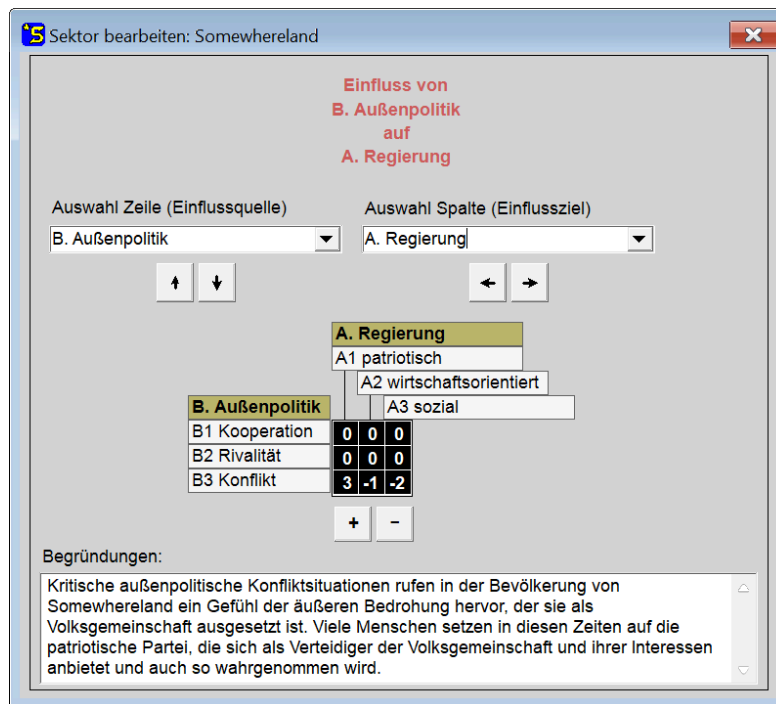 Sektor bearbeiten: Somewhereland
Einfluss von
B. Außenpolitik
auf
A. Regierung
Auswahl Zeile (Einflussquelle)
Auswahl Spalte (Einflussziel)
B. Außenpolitik
A. Regierung
A. Regierung
A1 patriotisch
A2 wirtschaftsorientiert
B. Außenpolitik
A3 sozial
B1 Kooperation 0 0 0
B2 Rivalität 0 0 0
B3 Konflikt 3 -1 -2
+ -
Begründungen:
Kritische außenpolitische Konfliktsituationen rufen in der Bevölkerung von
Somewhereland ein Gefühl der äußeren Bedrohung hervor, der sie als
Volksgemeinschaft ausgesetzt ist. Viele Menschen setzen in diesen Zeiten auf die
patriotische Partei, die sich als Verteidiger der Volksgemeinschaft und ihrer Interessen
anbietet und auch so wahrgenommen wird.